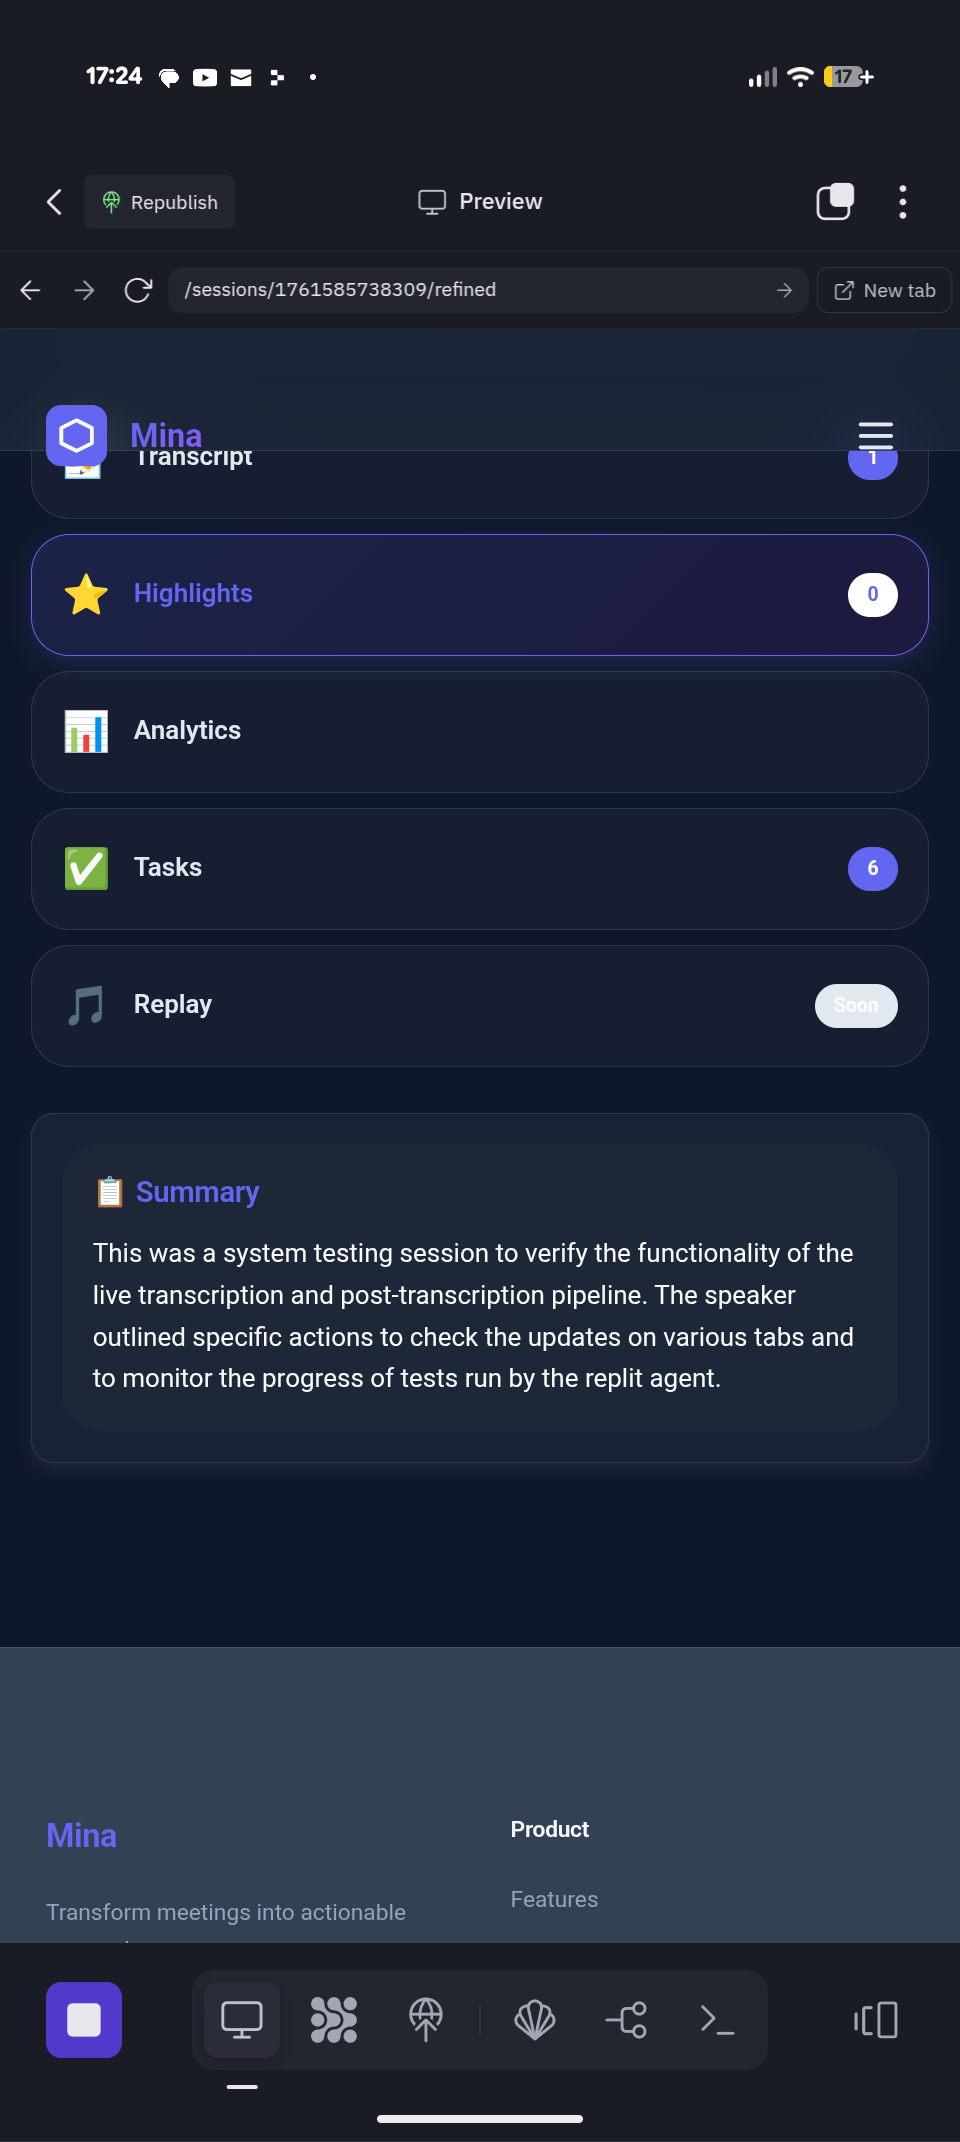 17:24
17
Republish
Preview
/sessions/1761585738309/refined
New tab
Mina
Transcript
1
Highlights
0
Analytics
Tasks
6
Replay
Soon
Summary
This was a system testing session to verify the functionality of the
live transcription and post-transcription pipeline. The speaker
outlined specific actions to check the updates on various tabs and
to monitor the progress of tests run by the replit agent.
Mina
Product
Transform meetings into actionable
Features